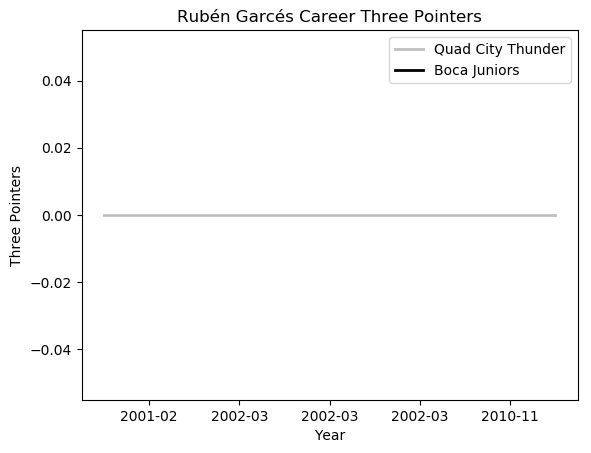 Rubén Garcés Career Three Pointers
Quad City Thunder
Boca Juniors
Three Pointers
0.04
0.02
0.00
−0.02
−0.04
2001-02 2002-03 2002-03 2002-03 2010-11
Year